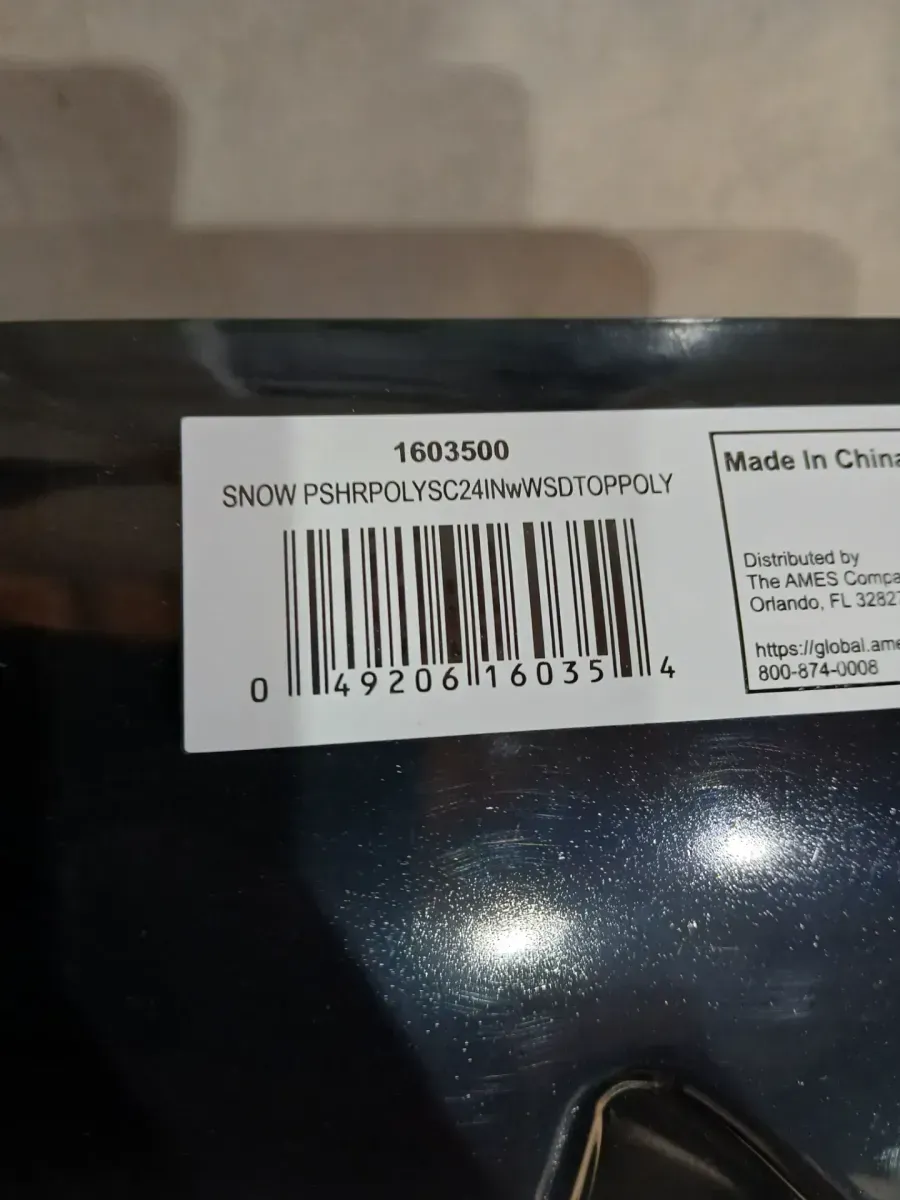 1603500
SNOW PSHRPOLYSC24INwWSDTOPPOLY
0 49206 16035 4
Made In China
Distributed by
The AMES Compa
Orlando, FL 32827
https://global.ame
800-874-0008